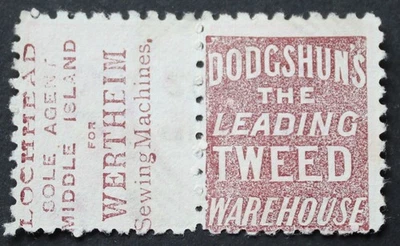 LOCHHEAD
SOLE AGENT
MIDDLE ISLAND
FOR
WERTHEIM
Sewing Machines.
DODGSHUN'S
THE
LEADING
TWEED
WAREHOUSE